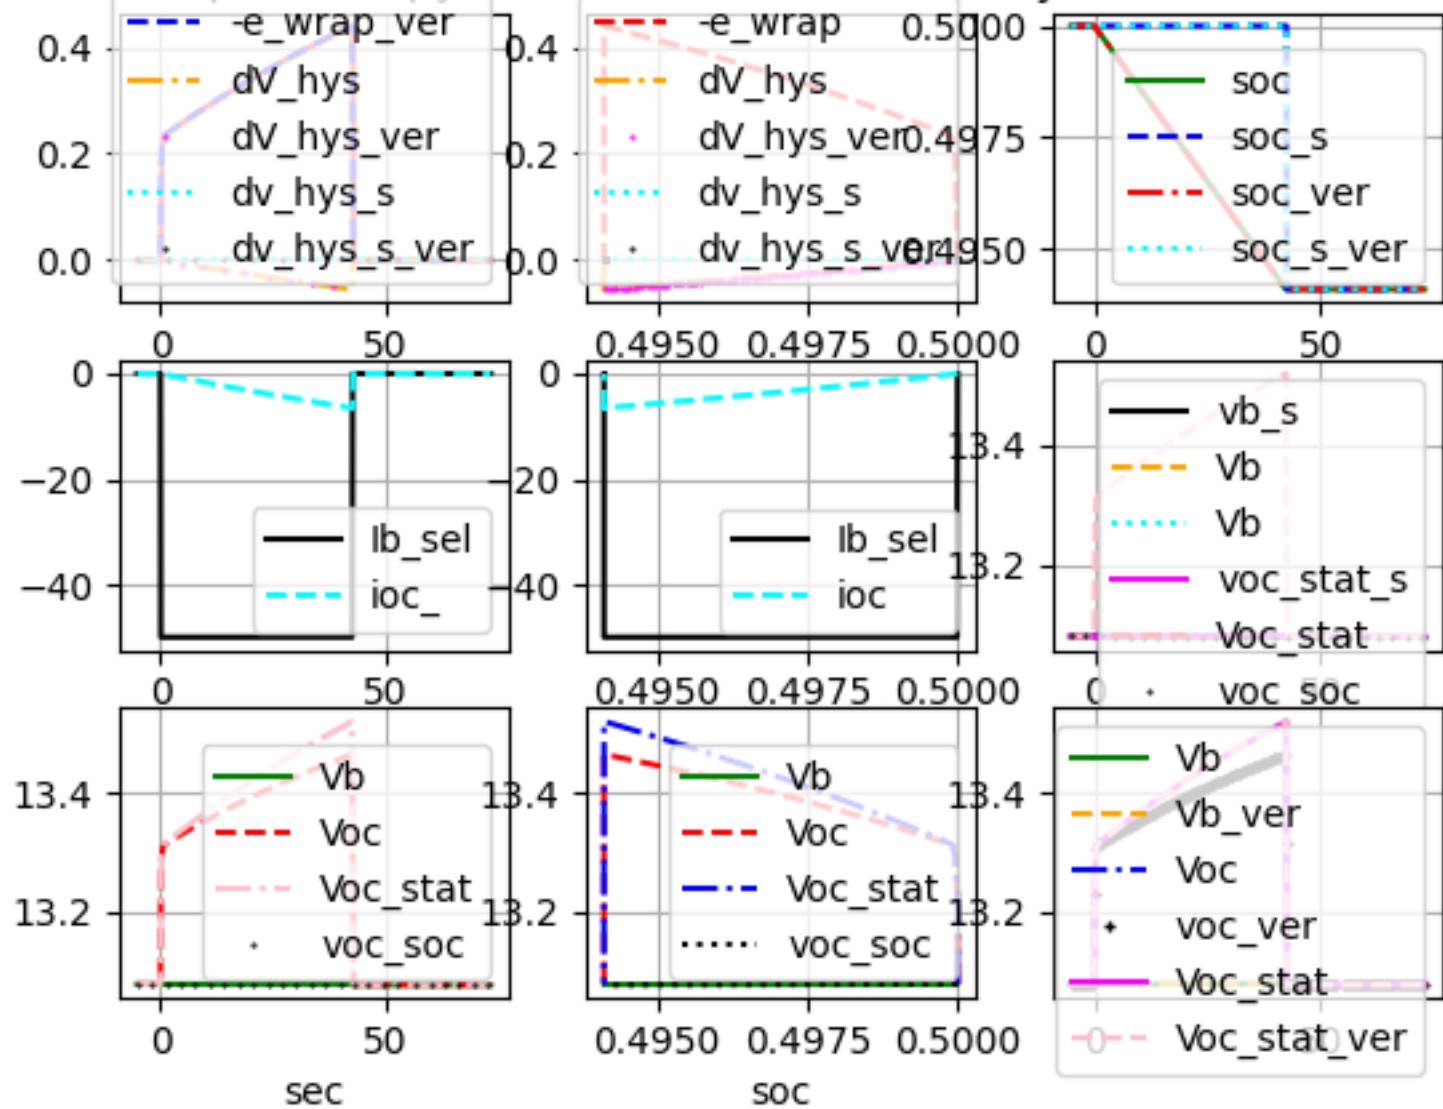 -e_wrap_ver
dV_hys
dV_hys_ver
dv_hys_s
dv_hys_s_ver
0.4
0.2
0.0
0
50
-e_wrap
dV_hys
dV_hys_ver
dv_hys_s
dv_hys_s_ver
0.4
0.2
0.0
0.4950
0.4975
0.5000
soc
soc_s
soc_ver
soc_s_ver
0.5000
0.4975
0.4950
0
50
0
−20
−40
Ib_sel
ioc_
0
50
0
−20
−40
Ib_sel
ioc
0.4950
0.4975
0.5000
13.4
13.2
vb_s
Vb
Vb
voc_stat_s
Voc_stat
voc_soc
0
50
13.4
13.2
Vb
Voc
Voc_stat
voc_soc
0
50
sec
13.4
13.2
Vb
Voc
Voc_stat
voc_soc
0.4950
0.4975
0.5000
soc
13.4
13.2
Vb
Vb_ver
Voc
voc_ver
Voc_stat
Voc_stat_ver
0
50